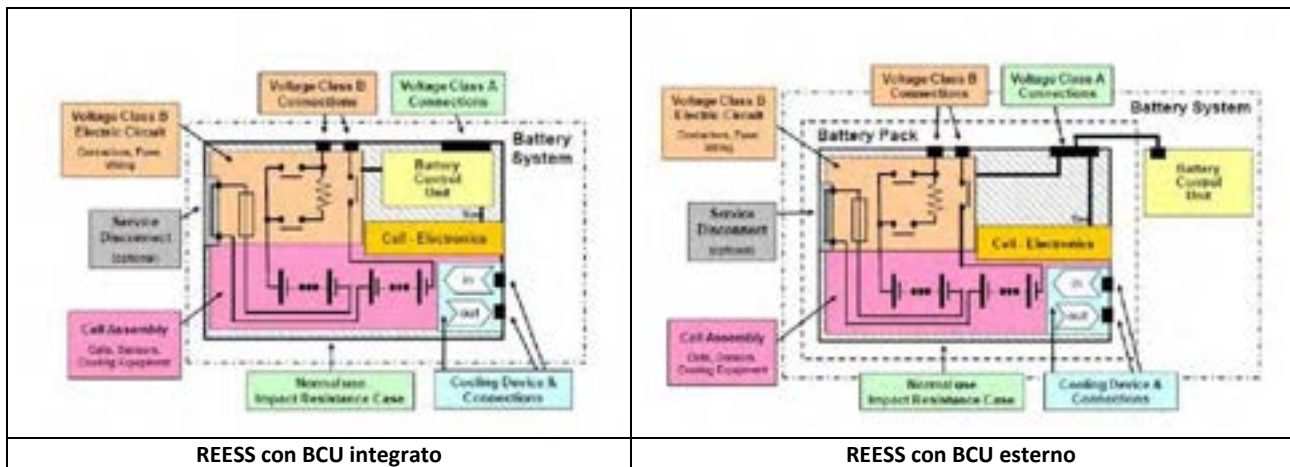 Voltage Class B
Connections
Voltage Class A
Connections
Voltage Class B
Electric Circuit
Contactors, Fuses
Wiring
Battery
System
Battery
Control
Unit
Service
Disconnect
(optional)
Cell - Electronics
in
out
Cell Assembly
Cells, Sensors,
Cooling Equipment
Normal use
Impact Resistance Case
Cooling Device &
Connections
REESS con BCU integrato
Voltage Class B
Connections
Voltage Class A
Connections
Voltage Class B
Electric Circuit
Contactors, Fuses
Wiring
Battery System
Battery Pack
Battery
Control
Unit
Service
Disconnect
(optional)
Cell - Electronics
in
out
Cell Assembly
Cells, Sensors,
Cooling Equipment
Normal use
Impact Resistance Case
Cooling Device &
Connections
REESS con BCU esterno